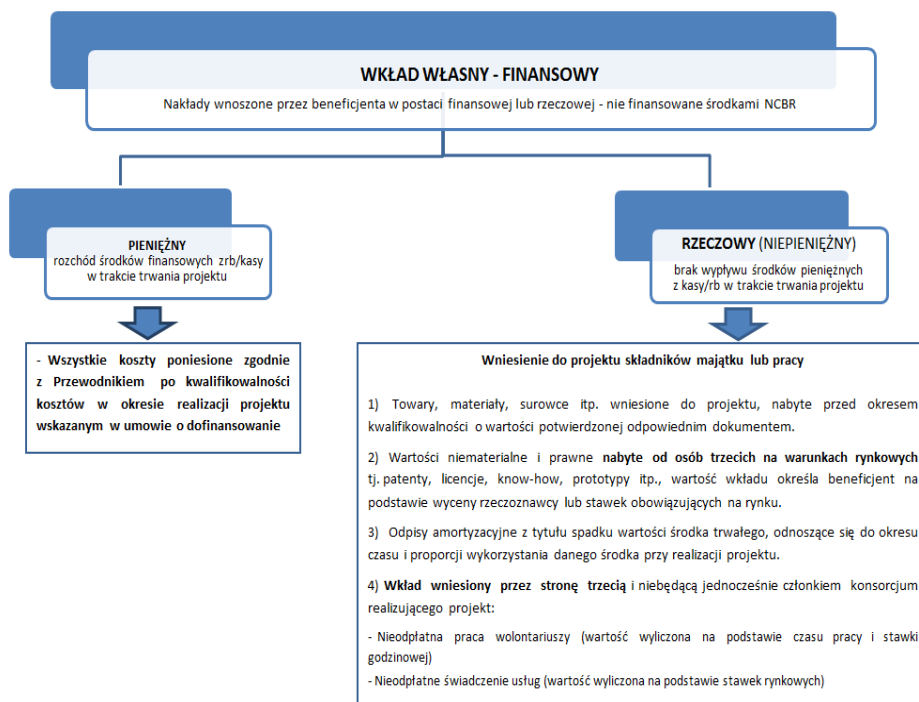 WKŁAD WŁASNY - FINANSOWY
Nakłady wnoszone przez beneficjenta w postaci finansowej lub rzeczowej - nie finansowane środkami NCBR
PIENIĘŻNY
rozchód środków finansowych zrb/kasy
w trakcie trwania projektu
RZECZOWY (NIEPIENIĘŻNY)
brak wypływu środków pieniężnych
z kasy/rb w trakcie trwania projektu
- Wszystkie koszty poniesione zgodnie
z Przewodnikiem po kwalifikowalności
kosztów w okresie realizacji projektu
wskazanym w umowie o dofinansowanie
Wniesienie do projektu składników majątku lub pracy
1) Towary, materiały, surowce itp. wniesione do projektu, nabyte przed okresem
kwalifikowalności o wartości potwierdzonej odpowiednim dokumentem.
2) Wartości niematerialne i prawne nabyte od osób trzecich na warunkach rynkowych
tj. patenty, licencje, know-how, prototypy itp., wartość wkładu określa beneficjent na
podstawie wyceny rzeczoznawcy lub stawek obowiązujących na rynku.
3) Odpisy amortyzacyjne z tytułu spadku wartości środka trwałego, odnoszące się do okresu
czasu i proporcji wykorzystania danego środka przy realizacji projektu.
4) Wkład wniesiony przez stronę trzecią i niebędącą jednocześnie członkiem konsorcjum
realizującego projekt:
- Nieodpłatna praca wolontariuszy (wartość wyliczona na podstawie czasu pracy i stawki
godzinowej)
- Nieodpłatne świadczenie usług (wartość wyliczona na podstawie stawek rynkowych)